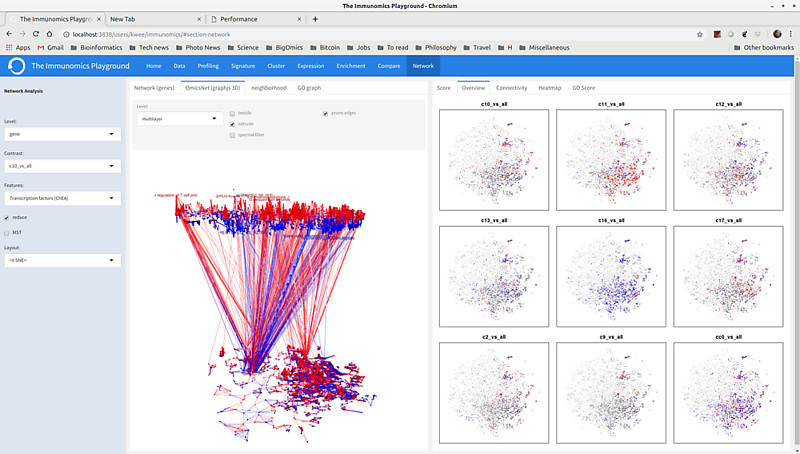 The Immunomics Playground - Chromium
The Immunomics Playgr
New Tab
Performance
localhost:3838/users/kwee/immunomics/#section-network
Apps
Gmail
Bioinformatics
Tech news
Photo News
Science
BigOmics
Bitcoin
Jobs
To read
Philosophy
Travel
H
Miscellaneous
Other bookmarks
The Immunomics Playground
Home
Data
Profiling
Signature
Cluster
Expression
Enrichment
Compare
Network
Network Analysis
Level:
gene
Contrast:
c10_vs_all
Features:
Transcription factors (ChEA)
reduce
MST
Layout:
<t-SNE>
Network (genes)
OmicsNet (graphjs 3D)
neighborhood
GO graph
Level
multilayer
beside
extrude
spectral filter
prune.edges
Score
Overview
Connectivity
Heatmap
GO Score
c10_vs_all
c11_vs_all
c12_vs_all
c13_vs_all
c16_vs_all
c17_vs_all
c2_vs_all
c9_vs_all
cc0_vs_all